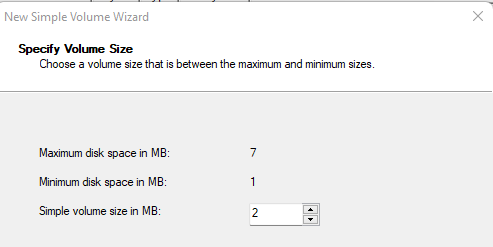 New Simple Volume Wizard
Specify Volume Size
Choose a volume size that is between the maximum and minimum sizes.
Maximum disk space in MB: 7
Minimum disk space in MB: 1
Simple volume size in MB: 2